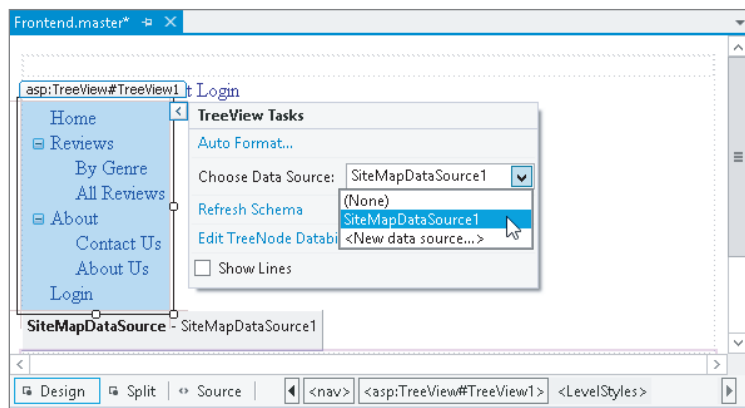 Frontend.master*
asp:TreeView#TreeView1
t Login
Home
Reviews
By Genre
All Reviews
About
Contact Us
About Us
Login
TreeView Tasks
Auto Format...
Choose Data Source: SiteMapDataSource1
(None)
SiteMapDataSource1
<New data source...>
Refresh Schema
Edit TreeNode Databi
Show Lines
SiteMapDataSource - SiteMapDataSource1
Design Split Source <nav> <asp:TreeView#TreeView1> <LevelStyles>